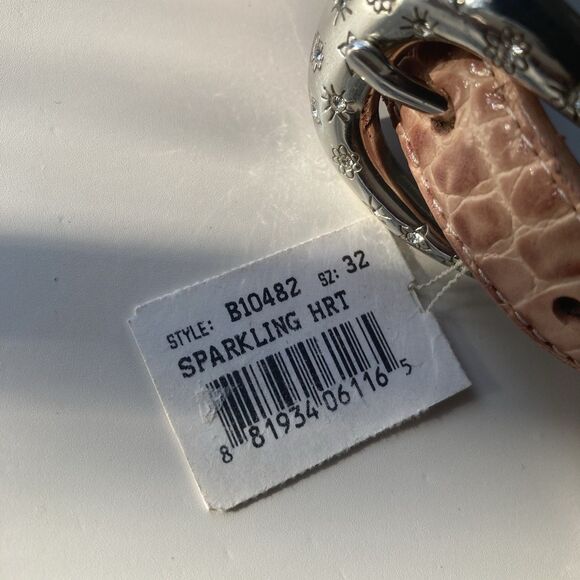 STYLE: B10482 SZ: 32
SPARKLING HRT
8 81934 06116 5